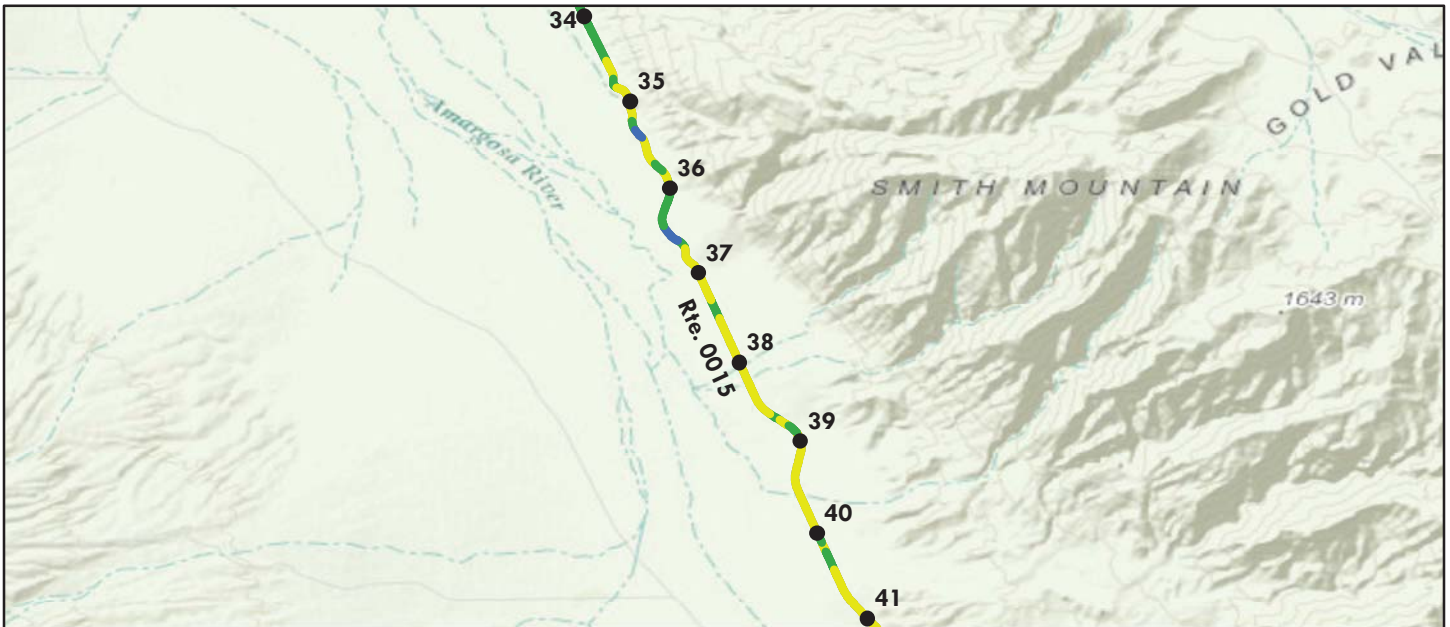 34
35
GOLD VAL
Amargosa River
36
SMITH MOUNTAIN
37
1643 m
Rte. 0015
38
39
40
41